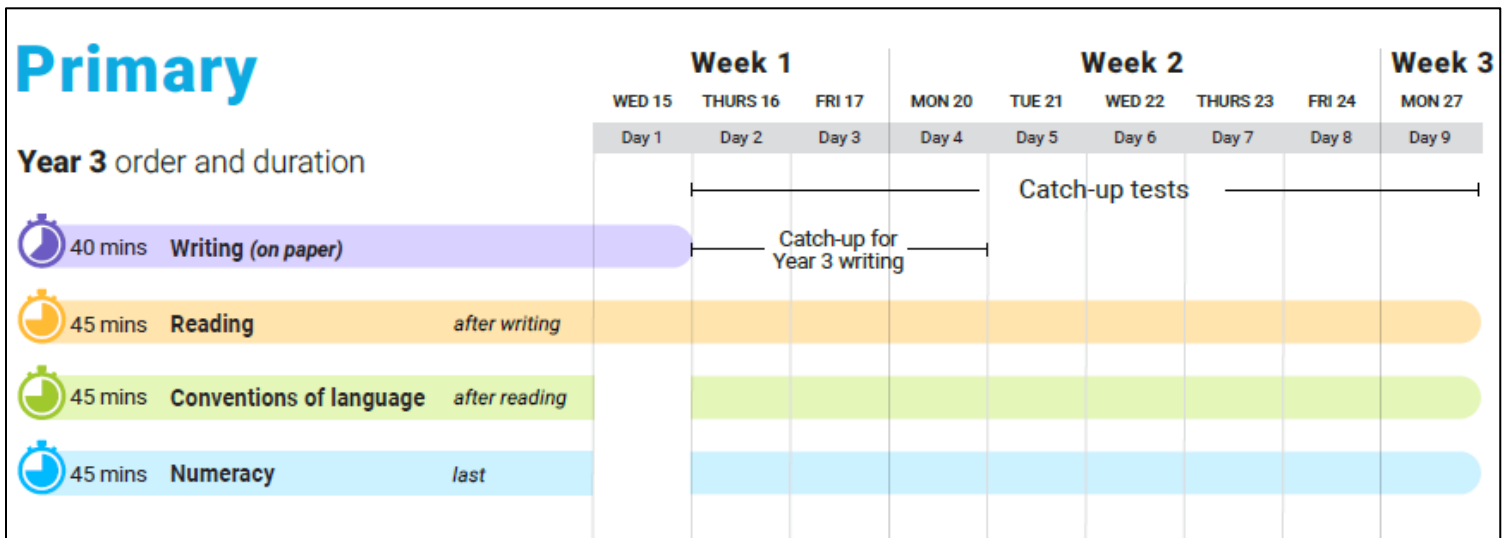 Primary
Week 1 Week 2 Week 3
WED 15 THURS 16 FRI 17 MON 20 TUE 21 WED 22 THURS 23 FRI 24 MON 27
Day 1 Day 2 Day 3 Day 4 Day 5 Day 6 Day 7 Day 8 Day 9
Year 3 order and duration
Catch-up tests
40 mins Writing (on paper)
Catch-up for
Year 3 writing
45 mins Reading after writing
45 mins Conventions of language after reading
45 mins Numeracy last